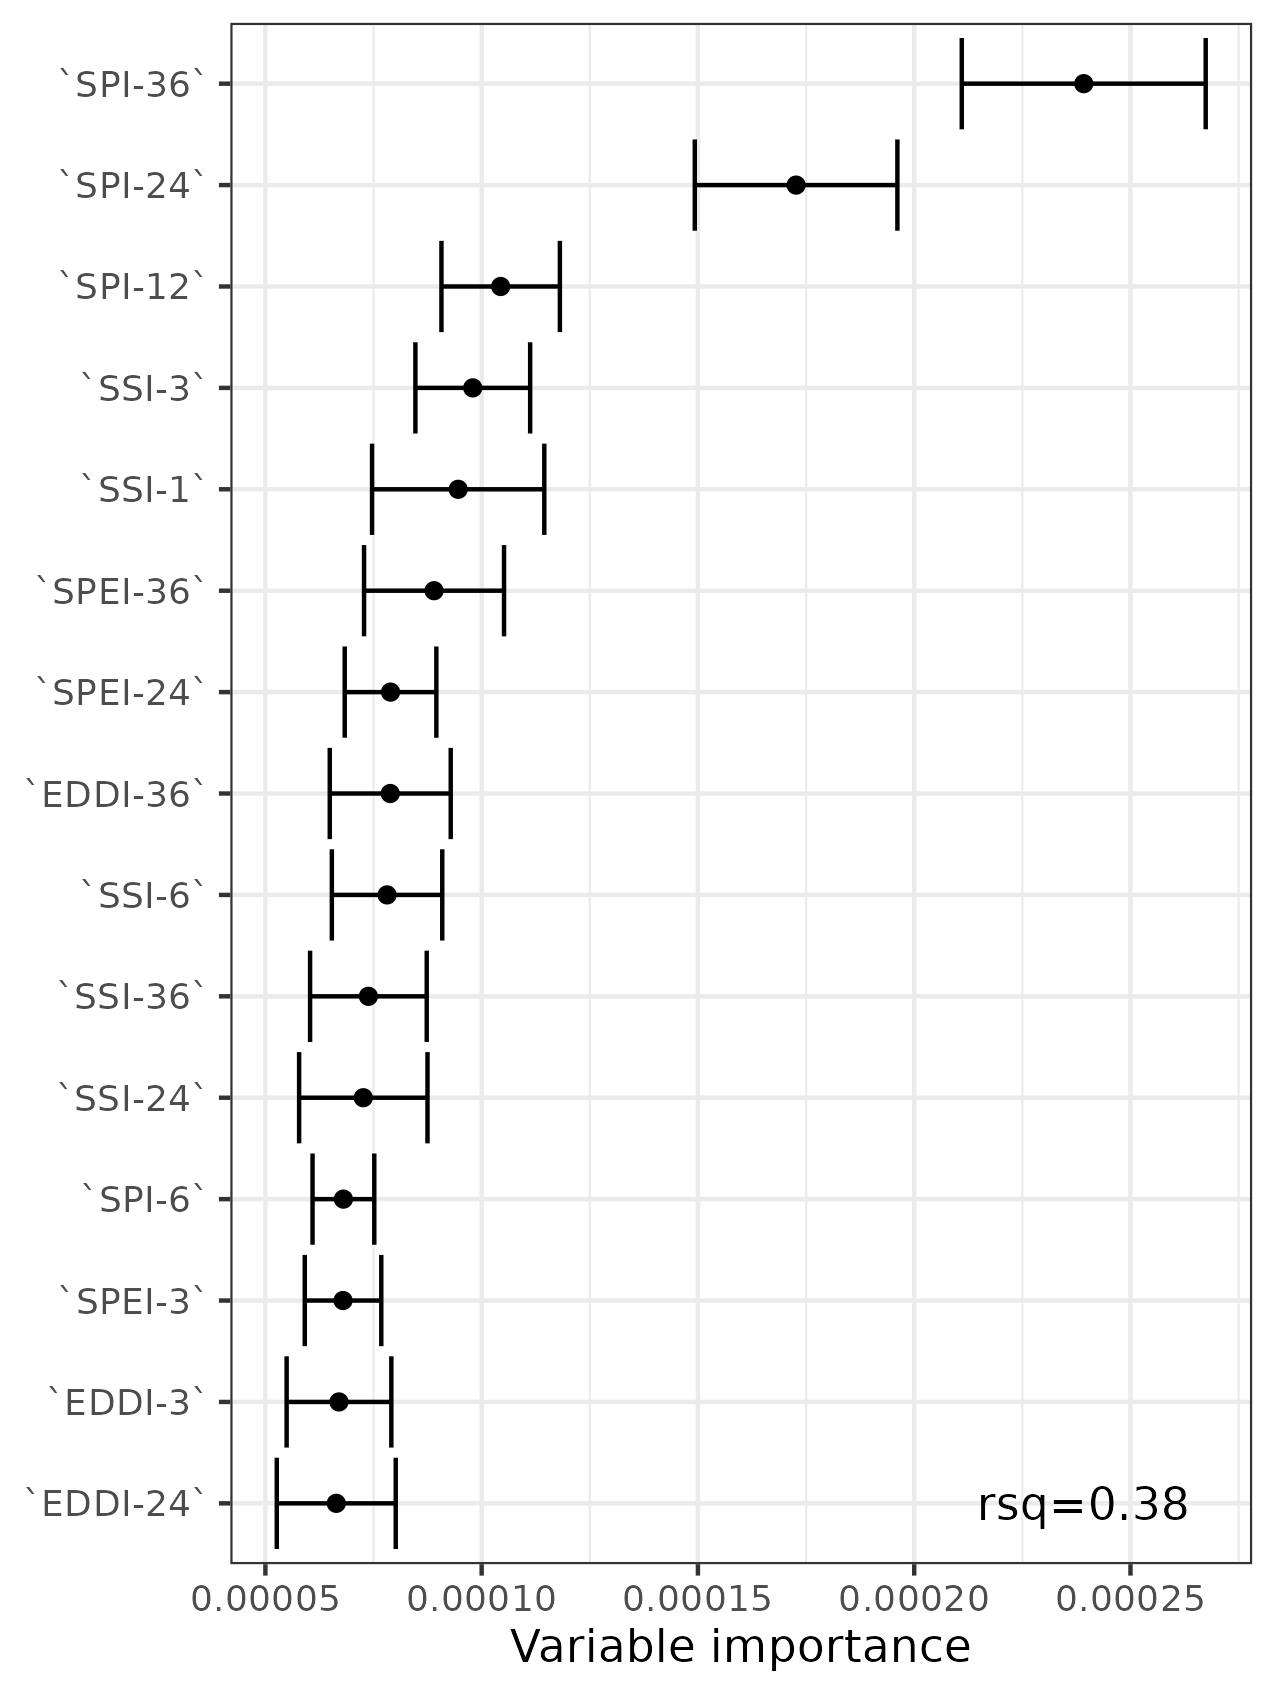 `SPI-36`
`SPI-24`
`SPI-12`
`SSI-3`
`SSI-1`
`SPEI-36`
`SPEI-24`
`EDDI-36`
`SSI-6`
`SSI-36`
`SSI-24`
`SPI-6`
`SPEI-3`
`EDDI-3`
`EDDI-24`
rsq=0.38
0.00005 0.00010 0.00015 0.00020 0.00025
Variable importance